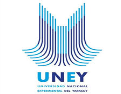 UNEY
UNIVERSIDAD NACIONAL
EXPERIMENTAL DEL YARACUY